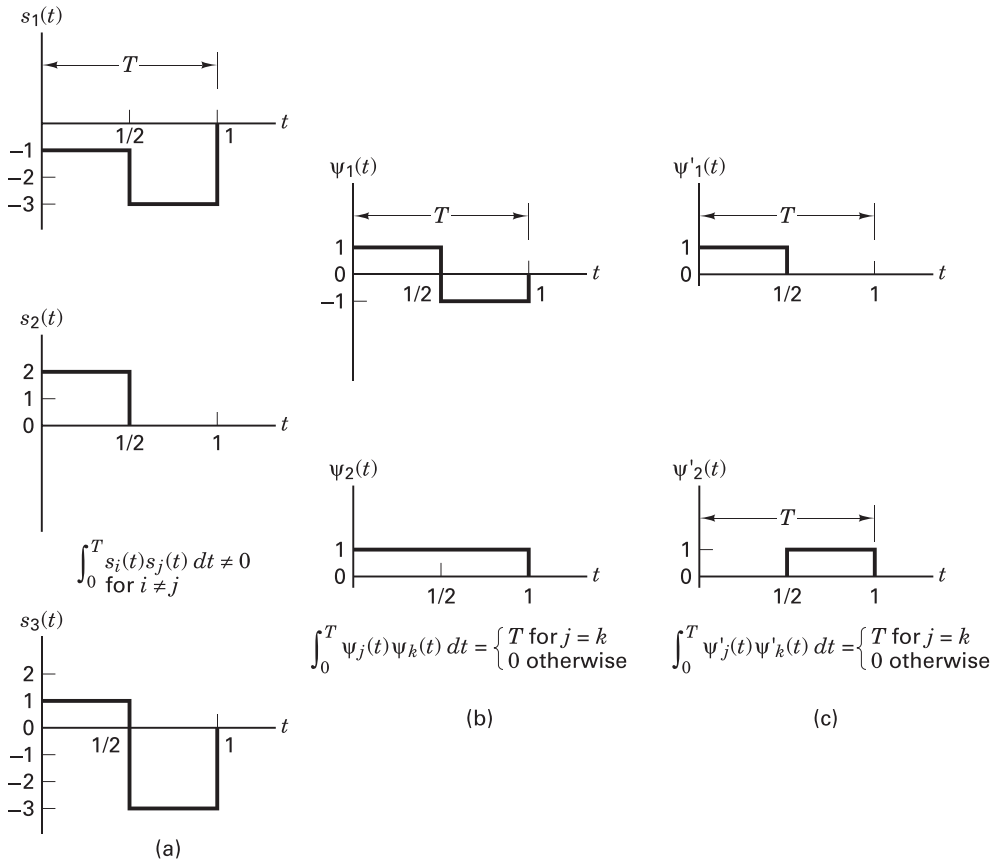 s1(t)
T
t
1/2
1
−1
−2
−3
s2(t)
2
1
0
t
1/2
1
∫0^T si(t)sj(t) dt ≠ 0
for i ≠ j
s3(t)
2
1
0
t
1/2
1
−1
−2
−3
(a)
ψ1(t)
T
1
0
t
1/2
1
−1
ψ2(t)
1
0
t
1/2
1
∫0^T ψj(t)ψk(t) dt = { T for j = k
0 otherwise
(b)
ψ'1(t)
T
1
0
t
1/2
1
ψ'2(t)
T
1
0
t
1/2
1
∫0^T ψ'j(t)ψ'k(t) dt = { T for j = k
0 otherwise
(c)